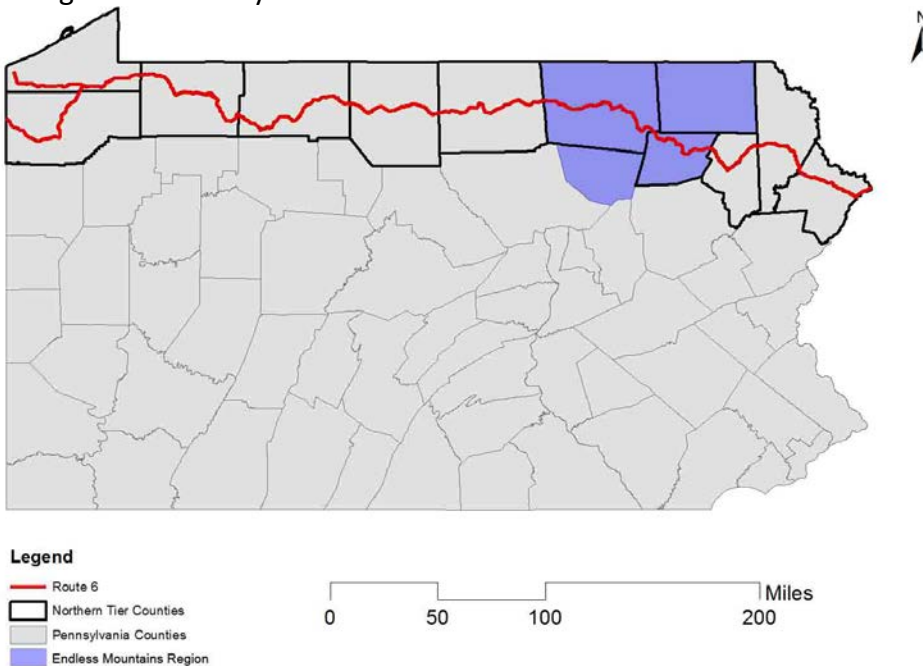 N
Legend
Route 6
Northern Tier Counties
Pennsylvania Counties
Endless Mountains Region
Miles
0 50 100 200